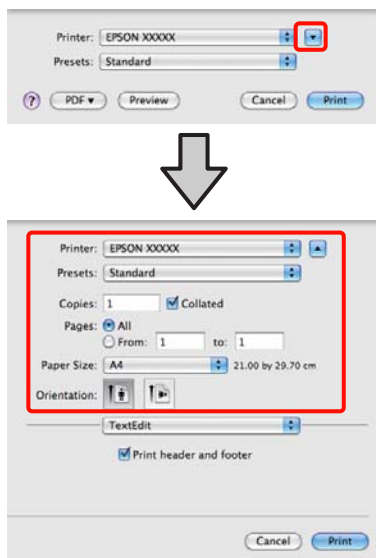 Printer: EPSON XXXXX
Presets: Standard
? PDF▼ Preview Cancel Print
Printer: EPSON XXXXX
Presets: Standard
Copies: 1 Collated
Pages: All
From: 1 to: 1
Paper Size: A4 21.00 by 29.70 cm
Orientation:
TextEdit
Print header and footer
Cancel Print